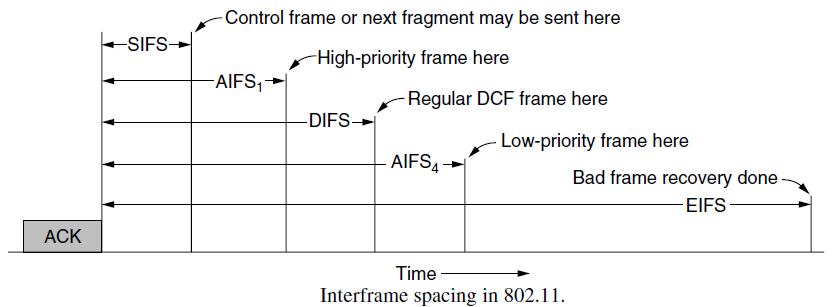 Control frame or next fragment may be sent here
SIFS
High-priority frame here
AIFS1
Regular DCF frame here
DIFS
Low-priority frame here
AIFS4
Bad frame recovery done
EIFS
ACK
Time
Interframe spacing in 802.11.